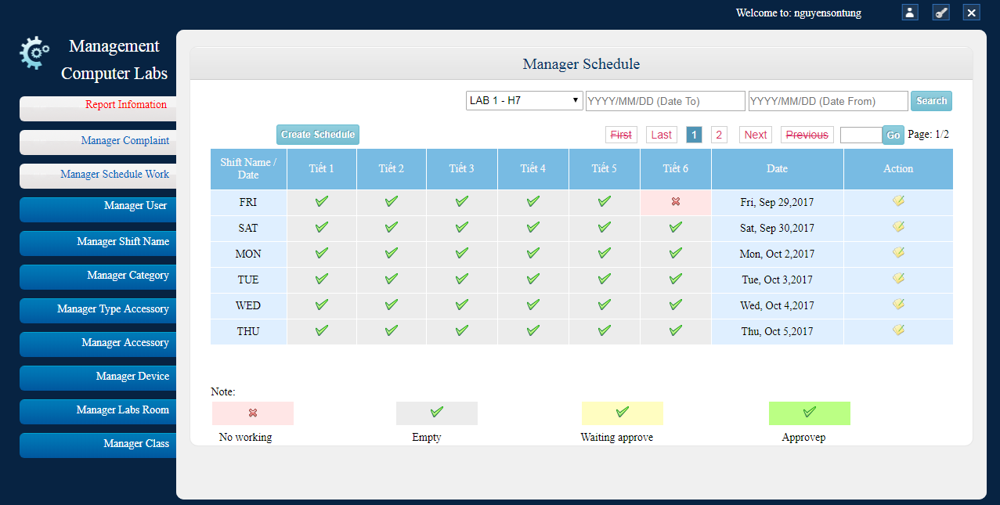 Welcome to: nguyensontung
Management
Computer Labs
Report Infomation
Manager Complaint
Manager Schedule Work
Manager User
Manager Shift Name
Manager Category
Manager Type Accessory
Manager Accessory
Manager Device
Manager Labs Room
Manager Class
Manager Schedule
LAB 1 - H7 YYYY/MM/DD (Date To) YYYY/MM/DD (Date From) Search
Create Schedule First Last 1 2 Next Previous Go Page: 1/2
Shift Name / Date Tiết 1 Tiết 2 Tiết 3 Tiết 4 Tiết 5 Tiết 6 Date Action
FRI Fri, Sep 29,2017
SAT Sat, Sep 30,2017
MON Mon, Oct 2,2017
TUE Tue, Oct 3,2017
WED Wed, Oct 4,2017
THU Thu, Oct 5,2017
Note:
No working Empty Waiting approve Approvep